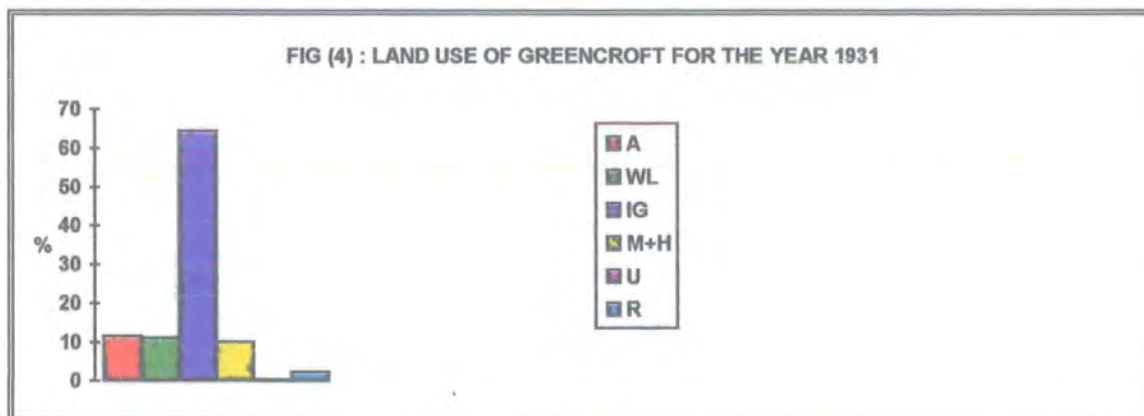 FIG (4) : LAND USE OF GREENCROFT FOR THE YEAR 1931
70
60
50
40
30
20
10
0
%
A
WL
IG
M+H
U
R